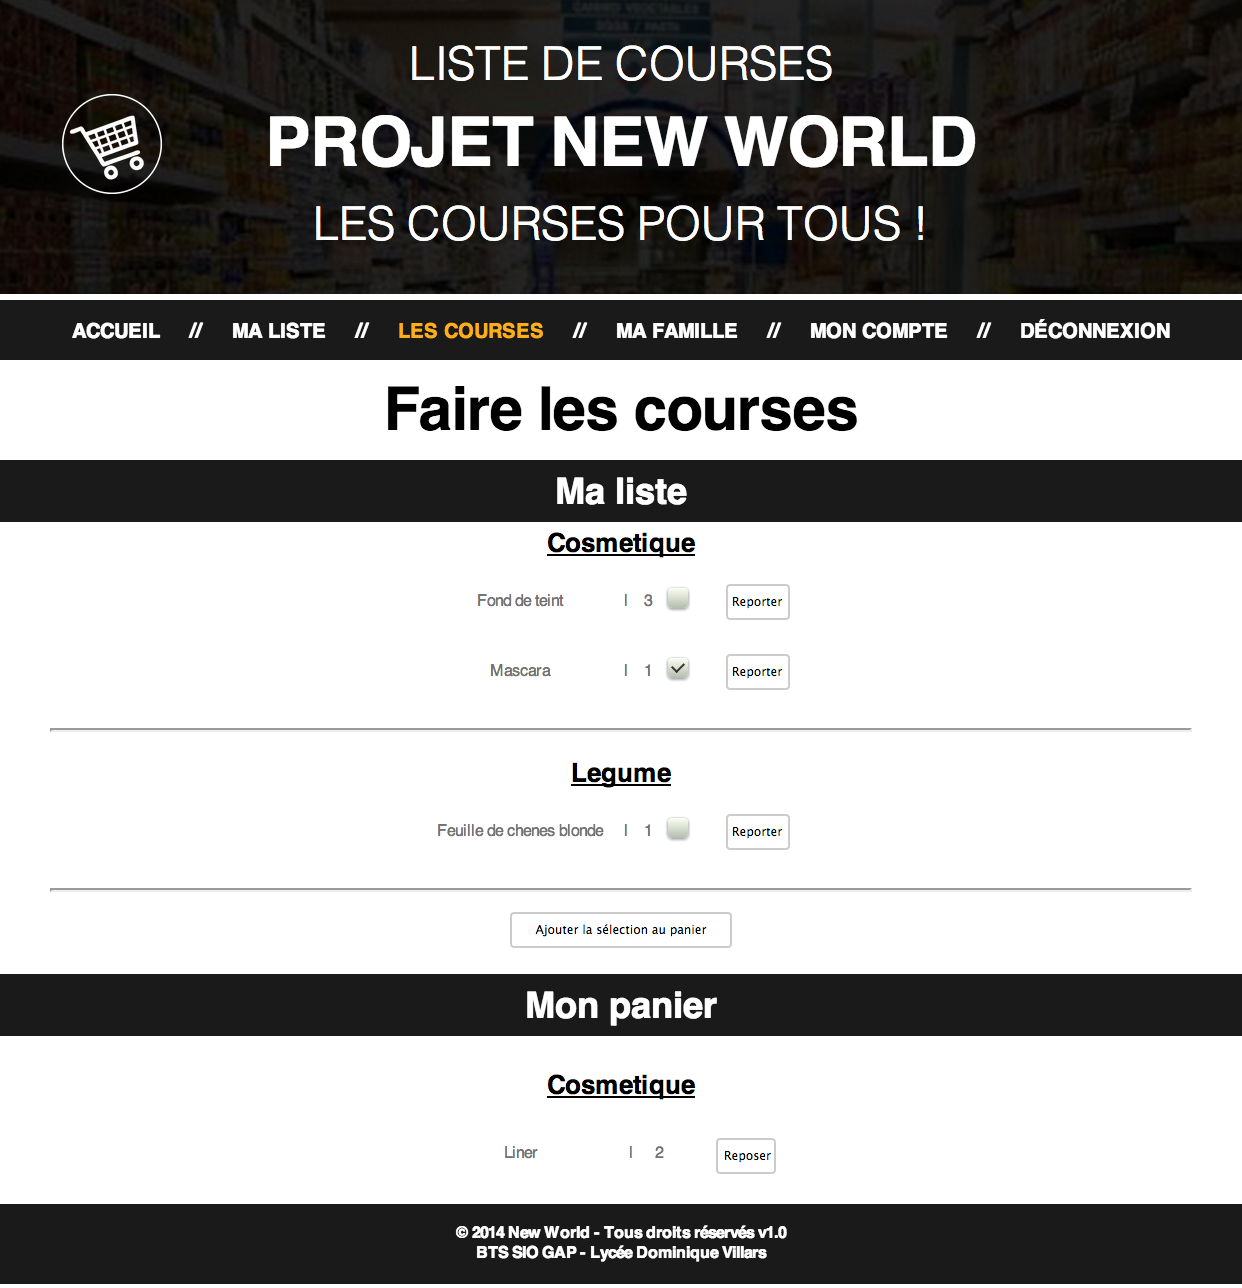 LISTE DE COURSES
PROJET NEW WORLD
LES COURSES POUR TOUS !
ACCUEIL // MA LISTE // LES COURSES // MA FAMILLE // MON COMPTE // DÉCONNEXION
Faire les courses
Ma liste
Cosmetique
Fond de teint | 3 Reporter
Mascara | 1 Reporter
Legume
Feuille de chenes blonde | 1 Reporter
Ajouter la sélection au panier
Mon panier
Cosmetique
Liner | 2 Reposer
© 2014 New World - Tous droits réservés v1.0
BTS SIO GAP - Lycée Dominique Villars